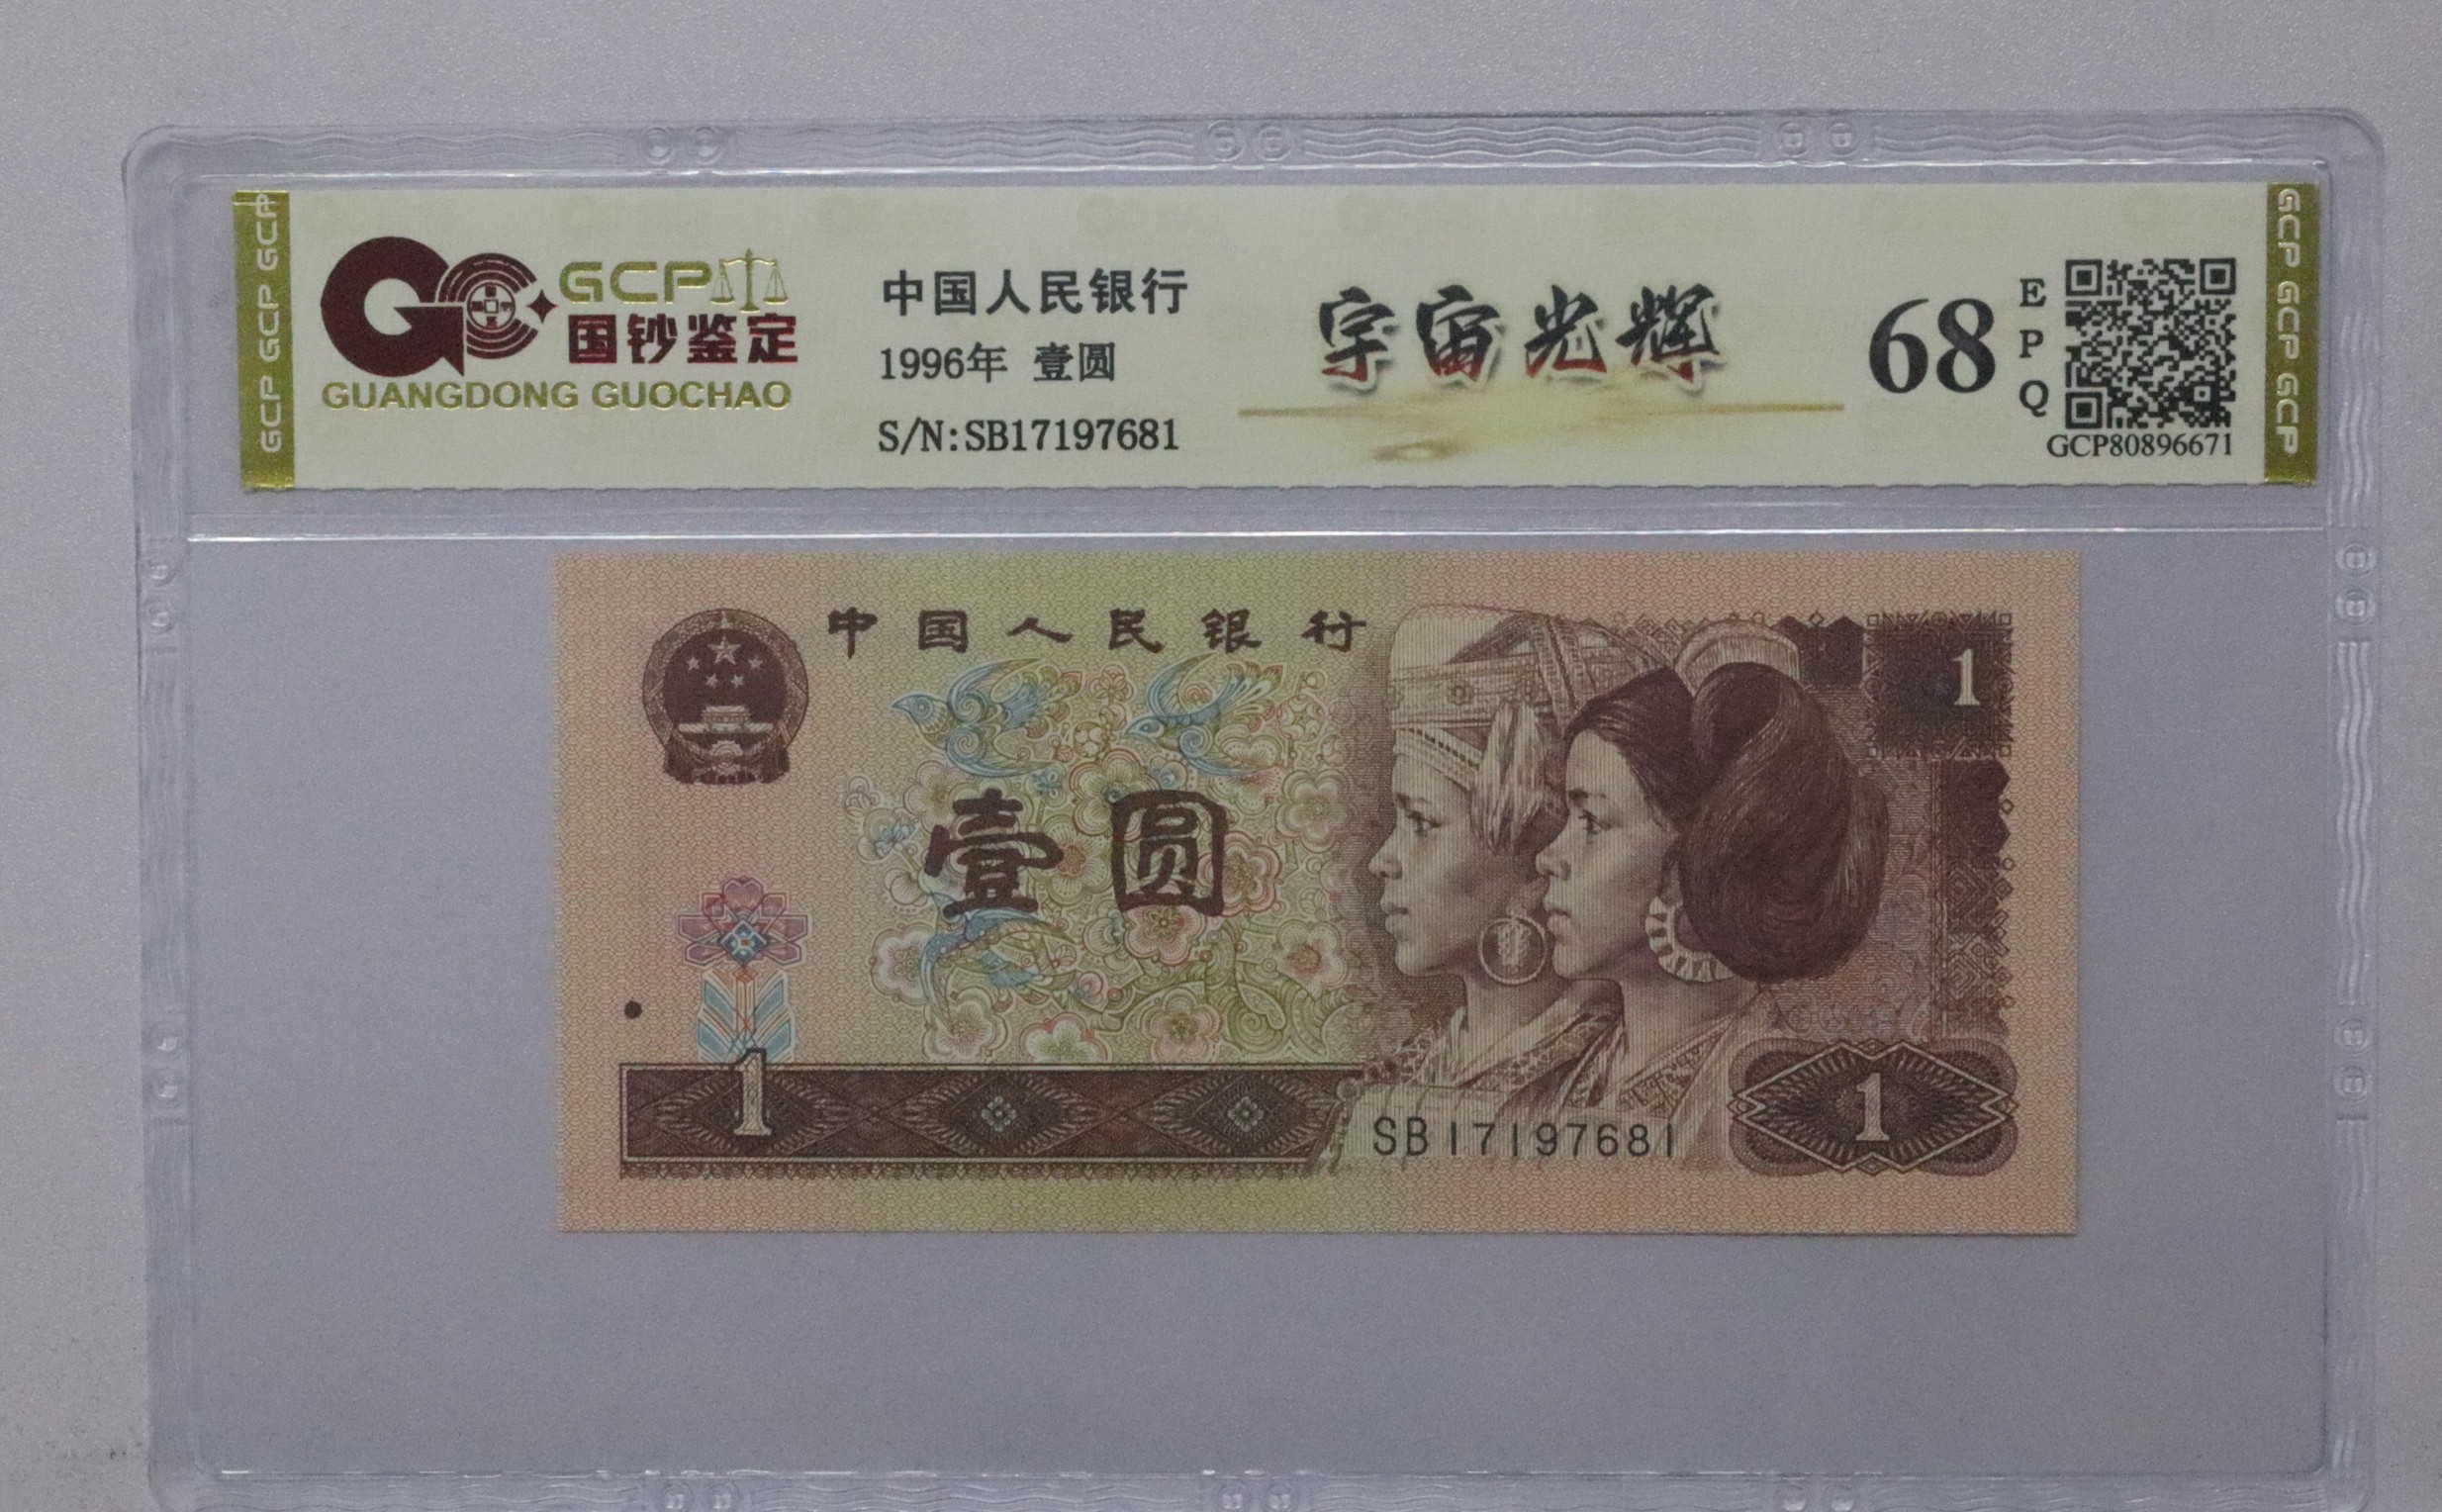 GCP GCP GCP
GCP
国钞鉴定
GUANGDONG GUOCHAO
中国人民银行
1996年 壹圆
S/N:SB17197681
宇宙光辉
68
E
P
Q
GCP80896671
GCP GCP GCP
中国人民银行
1
壹圆
1
SB17197681
1